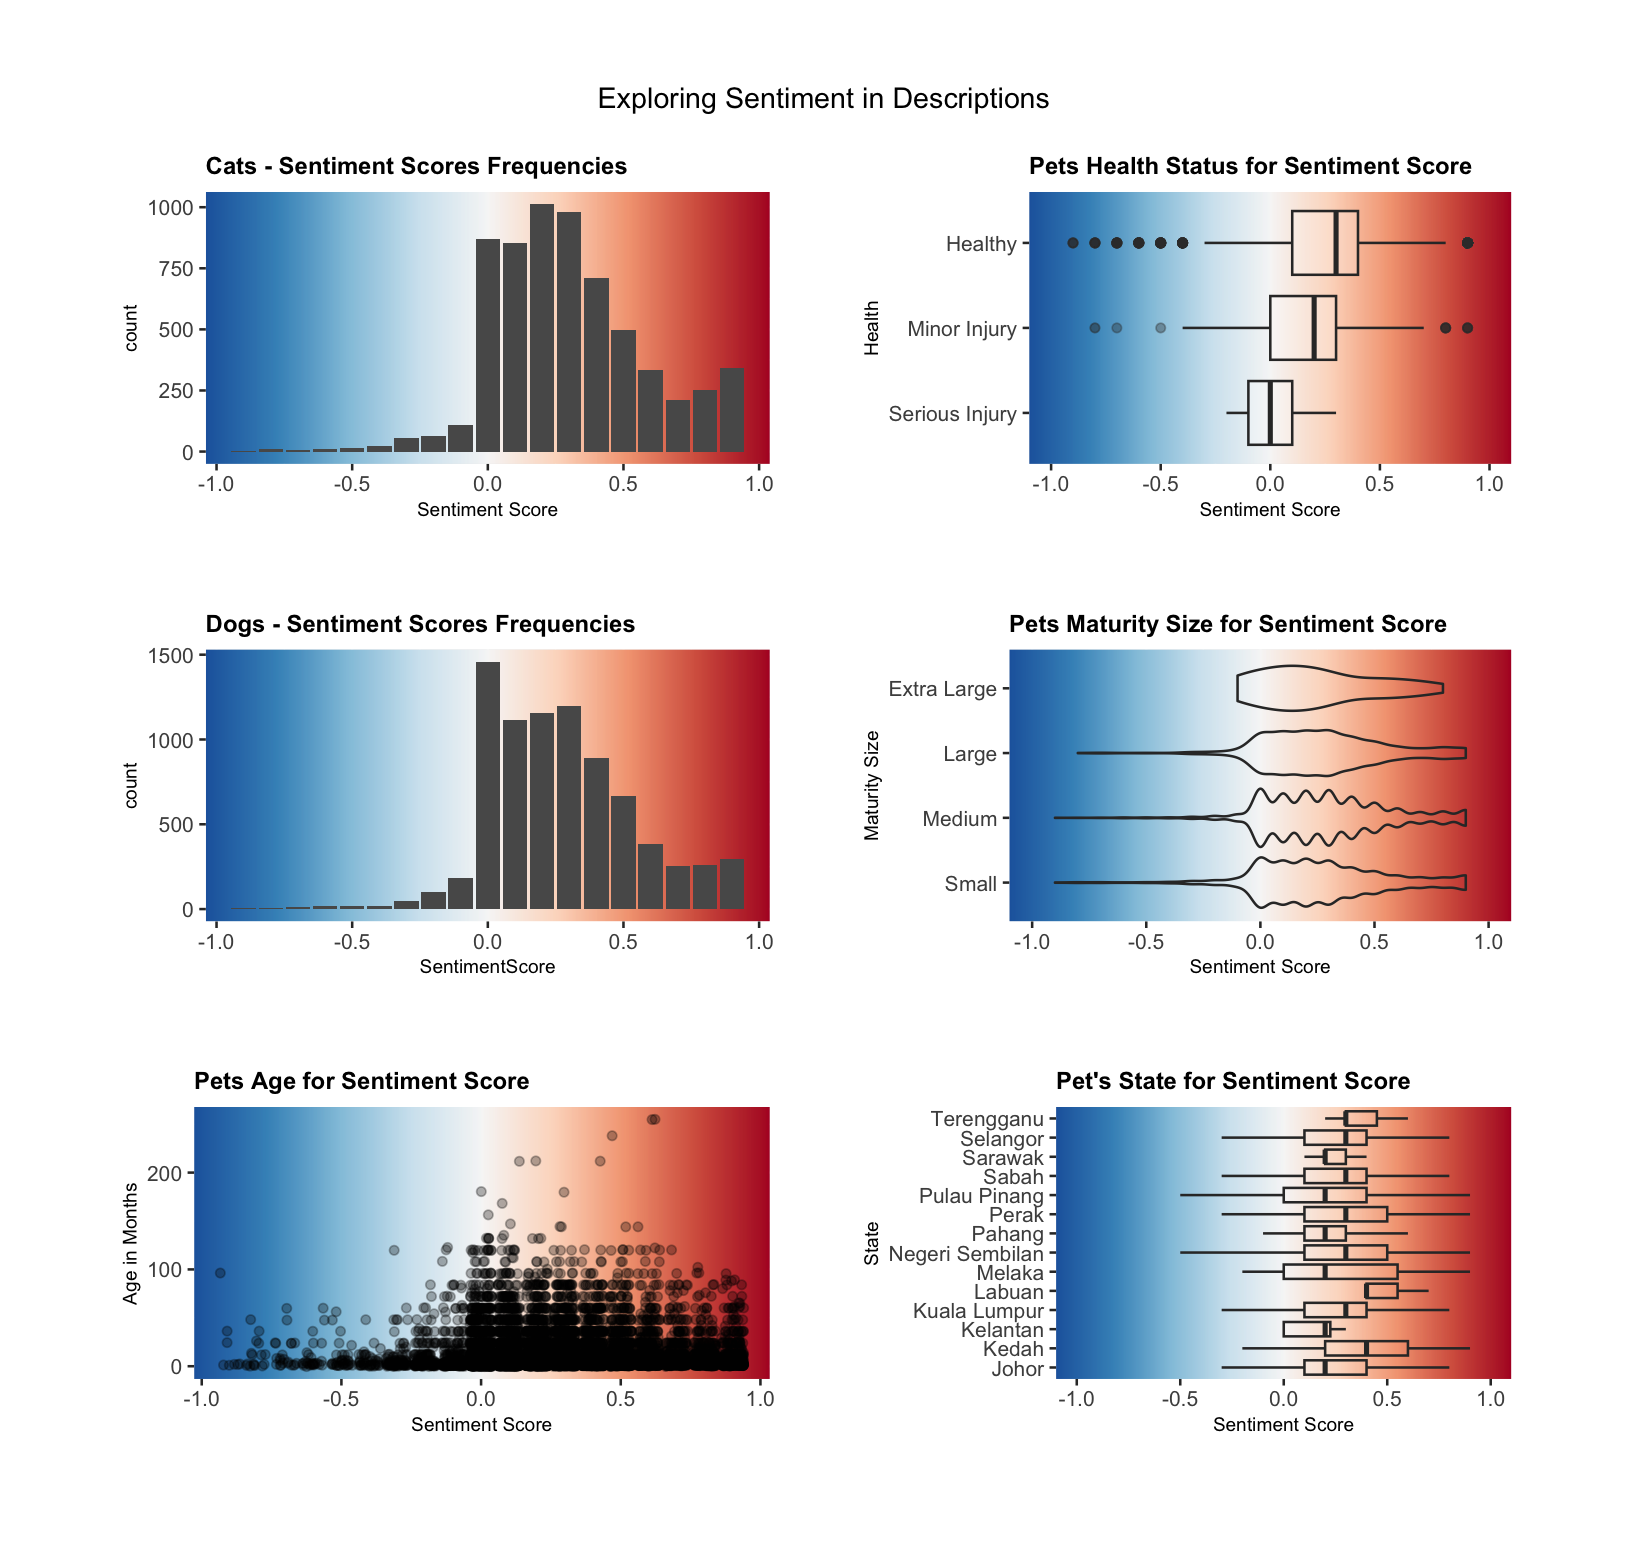 Exploring Sentiment in Descriptions
Cats - Sentiment Scores Frequencies
1000
750
500
250
0
count
-1.0 -0.5 0.0 0.5 1.0
Sentiment Score
Pets Health Status for Sentiment Score
Healthy
Minor Injury
Serious Injury
Health
-1.0 -0.5 0.0 0.5 1.0
Sentiment Score
Dogs - Sentiment Scores Frequencies
1500
1000
500
0
count
-1.0 -0.5 0.0 0.5 1.0
SentimentScore
Pets Maturity Size for Sentiment Score
Extra Large
Large
Medium
Small
Maturity Size
-1.0 -0.5 0.0 0.5 1.0
Sentiment Score
Pets Age for Sentiment Score
200
100
0
Age in Months
-1.0 -0.5 0.0 0.5 1.0
Sentiment Score
Pet's State for Sentiment Score
Terengganu
Selangor
Sarawak
Sabah
Pulau Pinang
Perak
Pahang
Negeri Sembilan
Melaka
Labuan
Kuala Lumpur
Kelantan
Kedah
Johor
State
-1.0 -0.5 0.0 0.5 1.0
Sentiment Score